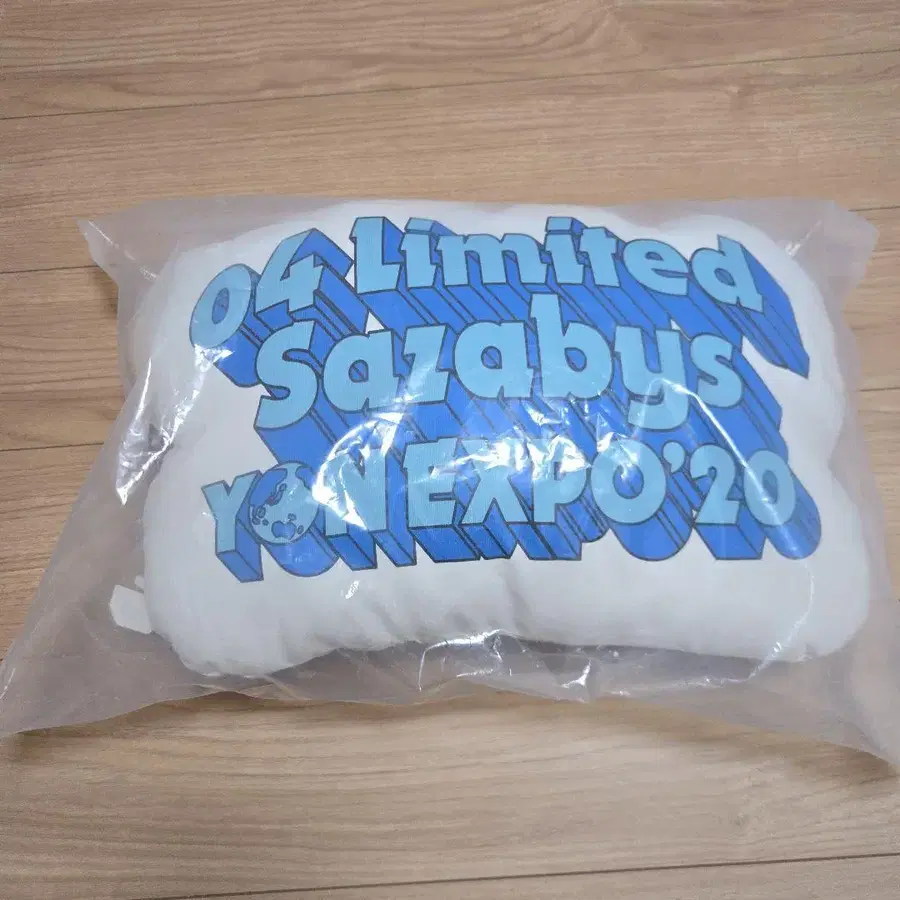 04 Limited
Sazabys
YON EXPO'20